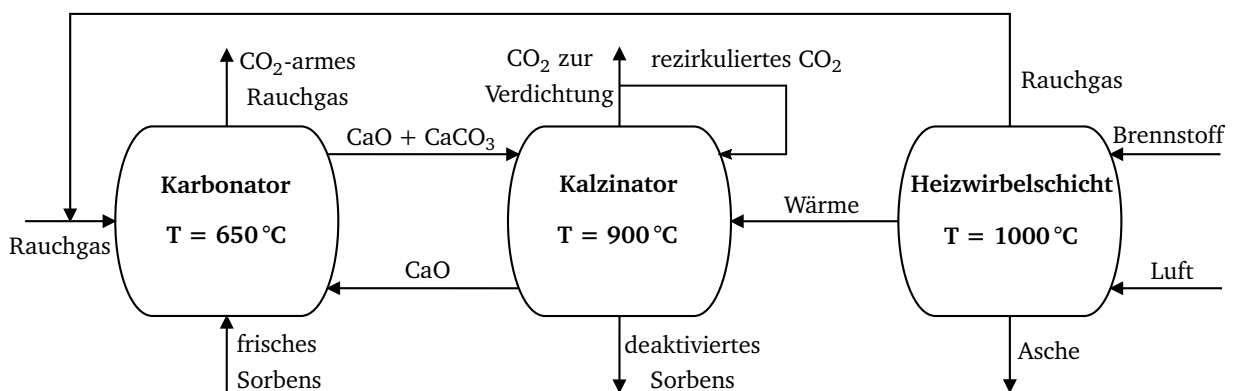 CO₂-armes
Rauchgas
CO₂ zur
Verdichtung
rezirkuliertes CO₂
Rauchgas
CaO + CaCO₃
Brennstoff
Karbonator
T = 650 °C
Kalzinator
T = 900 °C
Heizwirbelschicht
T = 1000 °C
Wärme
Rauchgas
CaO
Luft
frisches
Sorbens
deaktiviertes
Sorbens
Asche